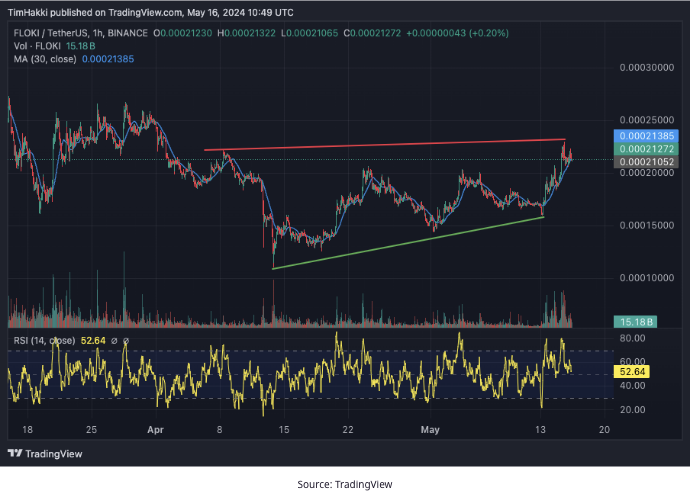 TimHakki published on TradingView.com, May 16, 2024 10:49 UTC
FLOKI / TetherUS, 1h, BINANCE O0.00021230 H0.00021322 L0.00021065 C0.00021272 +0.00000043 (+0.20%)
Vol · FLOKI 15.18 B
MA (30, close) 0.00021385
0.00030000
0.00025000
0.00021385
0.00021272
0.00021052
0.00020000
0.00015000
0.00010000
15.18 B
RSI (14, close) 52.64 ∅ ∅
80.00
60.00
52.64
40.00
20.00
18 25 Apr 8 15 22 May 13 20
TradingView
Source: TradingView